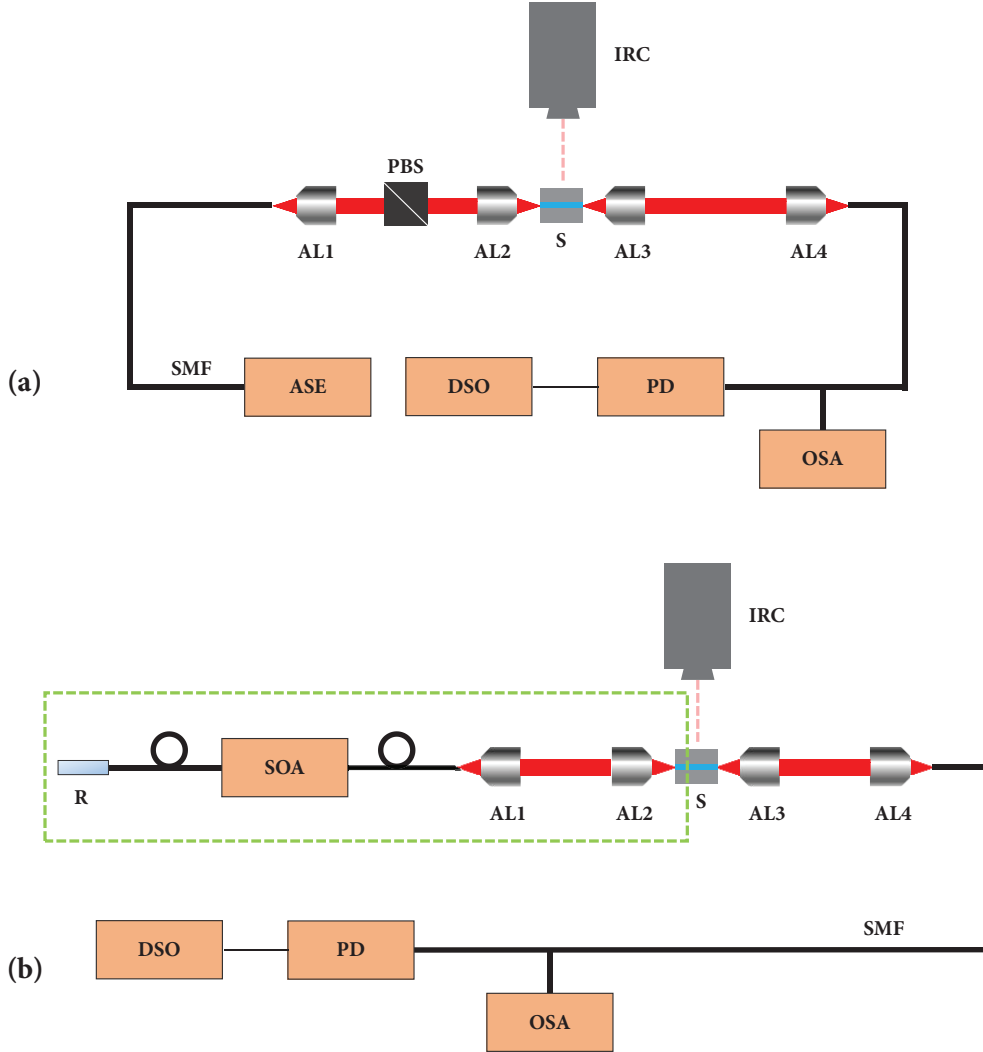 IRC
PBS
AL1
AL2
S
AL3
AL4
(a)
SMF
ASE
DSO
PD
OSA
IRC
SOA
R
AL1
AL2
S
AL3
AL4
SMF
DSO
PD
(b)
OSA